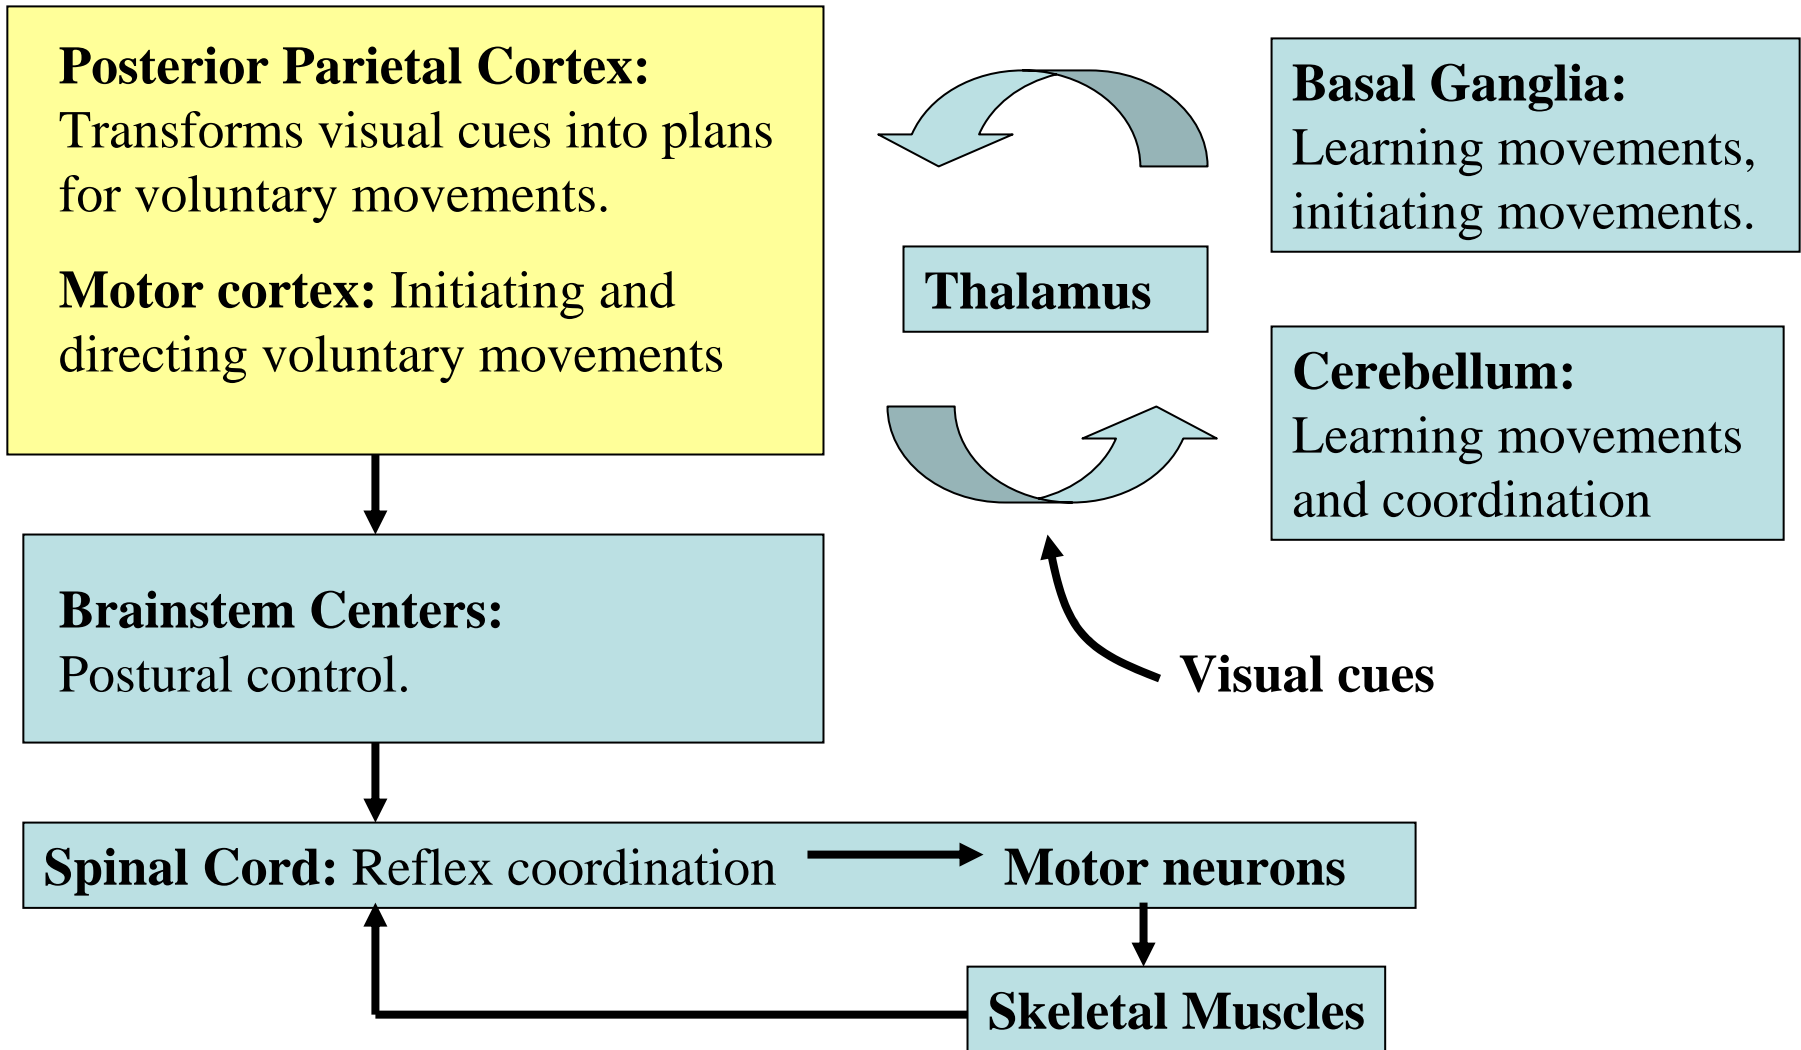 Posterior Parietal Cortex:
Transforms visual cues into plans
for voluntary movements.
Motor cortex: Initiating and
directing voluntary movements
Basal Ganglia:
Learning movements,
initiating movements.
Thalamus
Cerebellum:
Learning movements
and coordination
Brainstem Centers:
Postural control.
Visual cues
Spinal Cord: Reflex coordination
Motor neurons
Skeletal Muscles